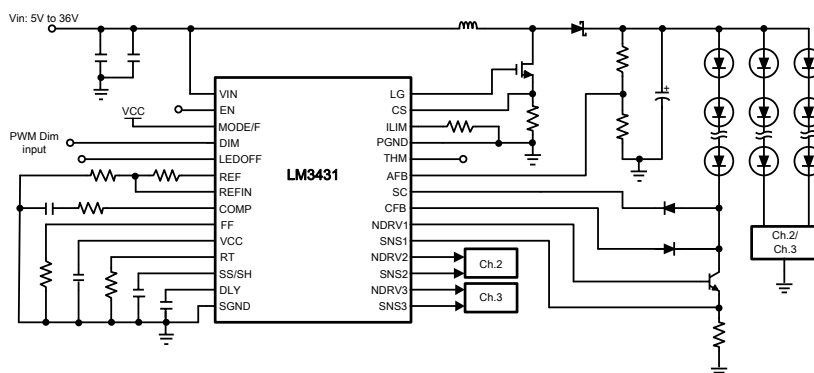 Vin: 5V to 36V
VCC
PWM Dim
input
LM3431
VIN
EN
MODE/F
DIM
LEDOFF
REF
REFIN
COMP
FF
VCC
RT
SS/SH
DLY
SGND
LG
CS
ILIM
PGND
THM
AFB
SC
CFB
NDRV1
SNS1
NDRV2
SNS2
NDRV3
SNS3
Ch.2
Ch.3
+
Ch.2/
Ch.3